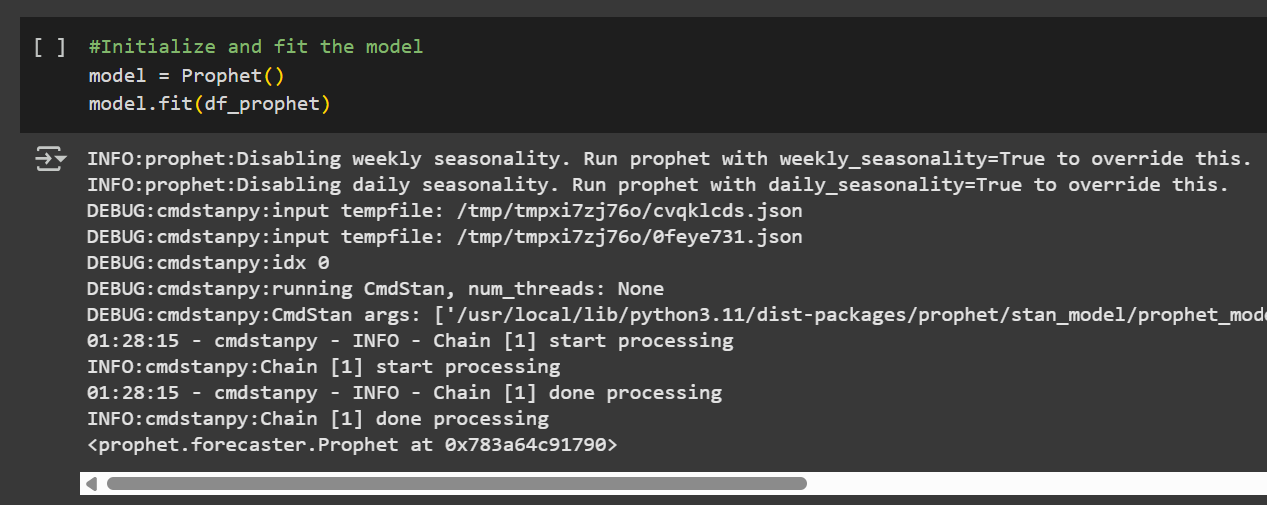 [ ] #Initialize and fit the model
model = Prophet()
model.fit(df_prophet)
INFO:prophet:Disabling weekly seasonality. Run prophet with weekly_seasonality=True to override this.
INFO:prophet:Disabling daily seasonality. Run prophet with daily_seasonality=True to override this.
DEBUG:cmdstanpy:input tempfile: /tmp/tmpxi7zj76o/cvqklcds.json
DEBUG:cmdstanpy:input tempfile: /tmp/tmpxi7zj76o/0feye731.json
DEBUG:cmdstanpy:idx 0
DEBUG:cmdstanpy:running CmdStan, num_threads: None
DEBUG:cmdstanpy:CmdStan args: ['/usr/local/lib/python3.11/dist-packages/prophet/stan_model/prophet_mod
01:28:15 - cmdstanpy - INFO - Chain [1] start processing
INFO:cmdstanpy:Chain [1] start processing
01:28:15 - cmdstanpy - INFO - Chain [1] done processing
INFO:cmdstanpy:Chain [1] done processing
<prophet.forecaster.Prophet at 0x783a64c91790>